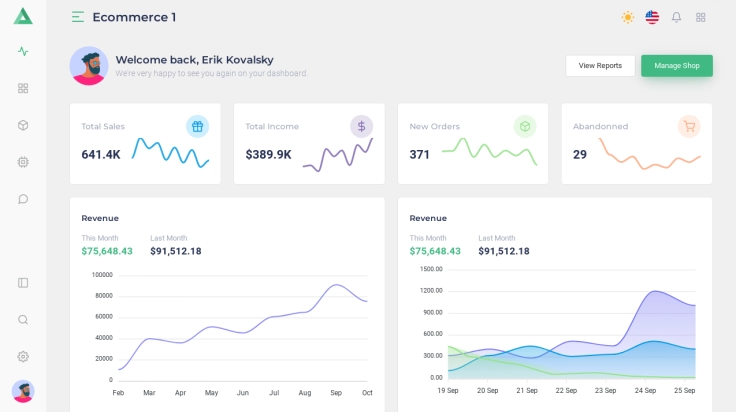 Ecommerce 1
Welcome back, Erik Kovalsky
We're very happy to see you again on your dashboard.
View Reports
Manage Shop
Total Sales
641.4K
Total Income
$389.9K
New Orders
371
Abandonned
29
Revenue
This Month
Last Month
$75,648.43
$91,512.18
100000
80000
60000
40000
20000
0
Feb Mar Apr May Jun Jul Aug Sep Oct
Revenue
This Month
Last Month
$75,648.43
$91,512.18
1500.00
1200.00
900.00
600.00
300.00
0.00
19 Sep 20 Sep 21 Sep 22 Sep 23 Sep 24 Sep 25 Sep